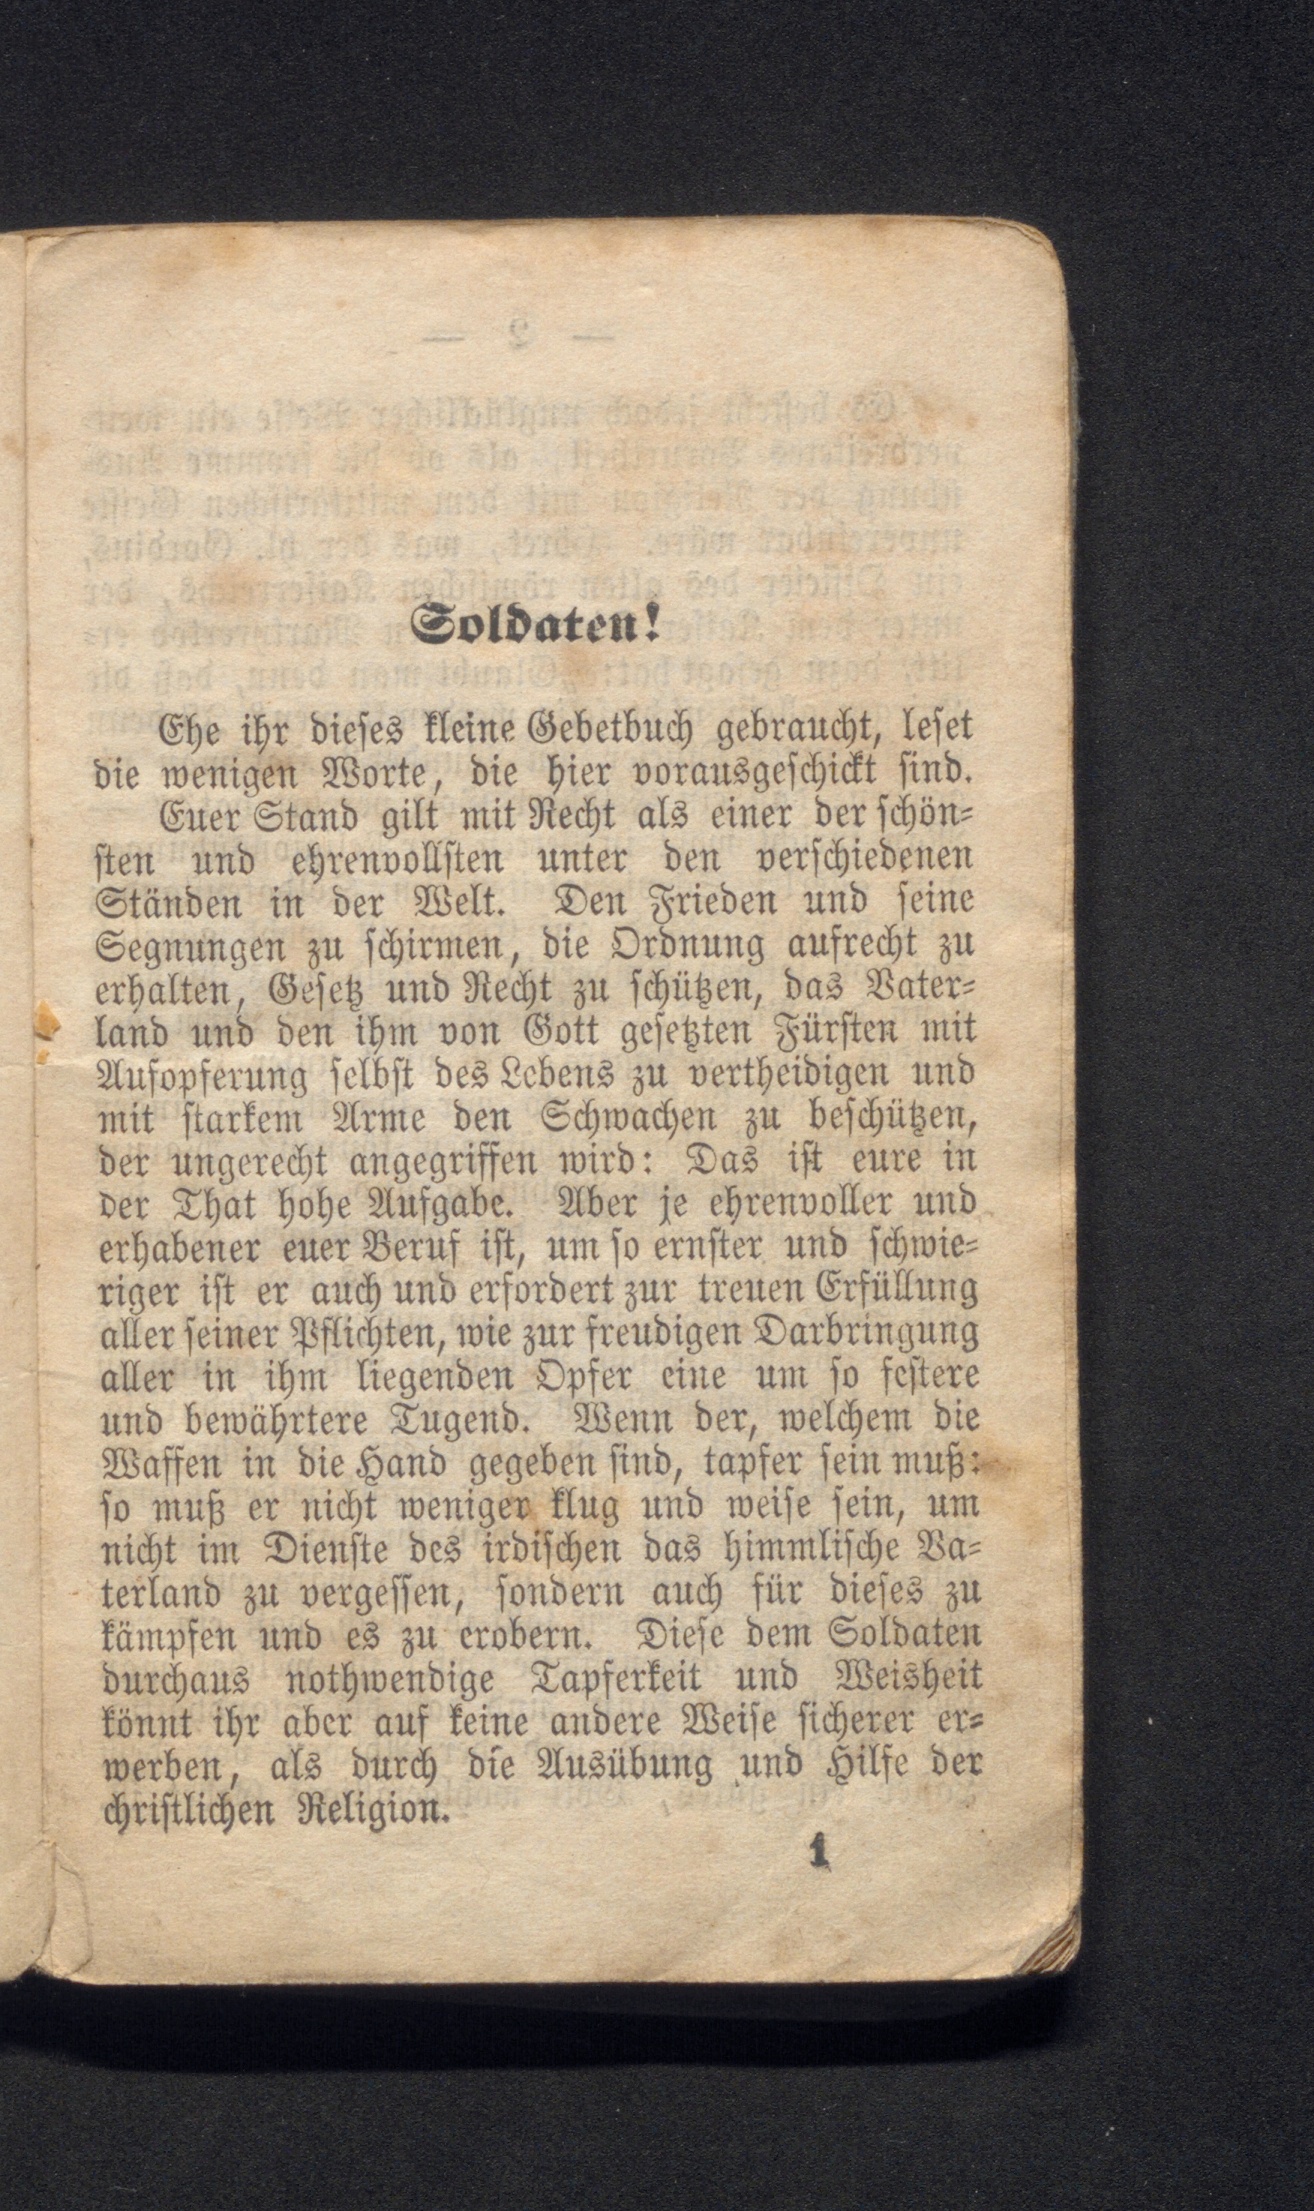 Soldaten!
Ehe ihr dieses kleine Gebetbuch gebraucht, leset
die wenigen Worte, die hier vorausgeschickt sind.
Euer Stand gilt mit Recht als einer der schön=
sten und ehrenvollsten unter den verschiedenen
Ständen in der Welt. Den Frieden und seine
Segnungen zu schirmen, die Ordnung aufrecht zu
erhalten, Gesetz und Recht zu schützen, das Vater=
land und den ihm von Gott gesetzten Fürsten mit
Aufopferung selbst des Lebens zu vertheidigen und
mit starkem Arme den Schwachen zu beschützen,
der ungerecht angegriffen wird: Das ist eure in
der That hohe Aufgabe. Aber je ehrenvoller und
erhabener euer Beruf ist, um so ernster und schwie=
riger ist er auch und erfordert zur treuen Erfüllung
aller seiner Pflichten, wie zur freudigen Darbringung
aller in ihm liegenden Opfer eine um so festere
und bewährtere Tugend. Wenn der, welchem die
Waffen in die Hand gegeben sind, tapfer sein muß:
so muß er nicht weniger klug und weise sein, um
nicht im Dienste des irdischen das himmlische Va=
terland zu vergessen, sondern auch für dieses zu
kämpfen und es zu erobern. Diese dem Soldaten
durchaus nothwendige Tapferkeit und Weisheit
könnt ihr aber auf keine andere Weise sicherer er=
werben, als durch die Ausübung und Hilfe der
christlichen Religion.
1